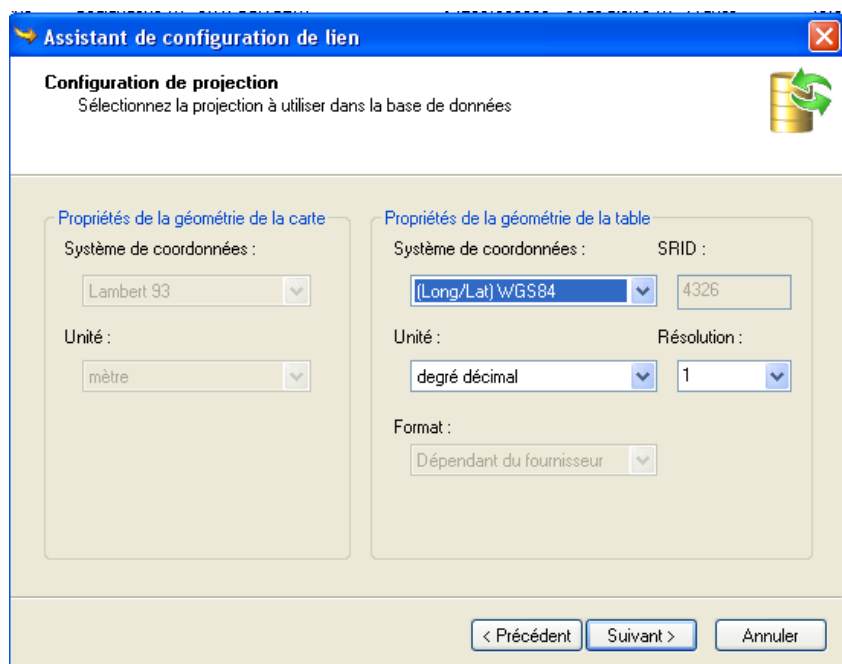 Assistant de configuration de lien
Configuration de projection
Sélectionnez la projection à utiliser dans la base de données
Propriétés de la géométrie de la carte
Système de coordonnées :
Lambert 93
Unité :
mètre
Propriétés de la géométrie de la table
Système de coordonnées :
SRID :
(Long/Lat) WGS84
4326
Unité :
Résolution :
degré décimal
1
Format :
Dépendant du fournisseur
< Précédent
Suivant >
Annuler